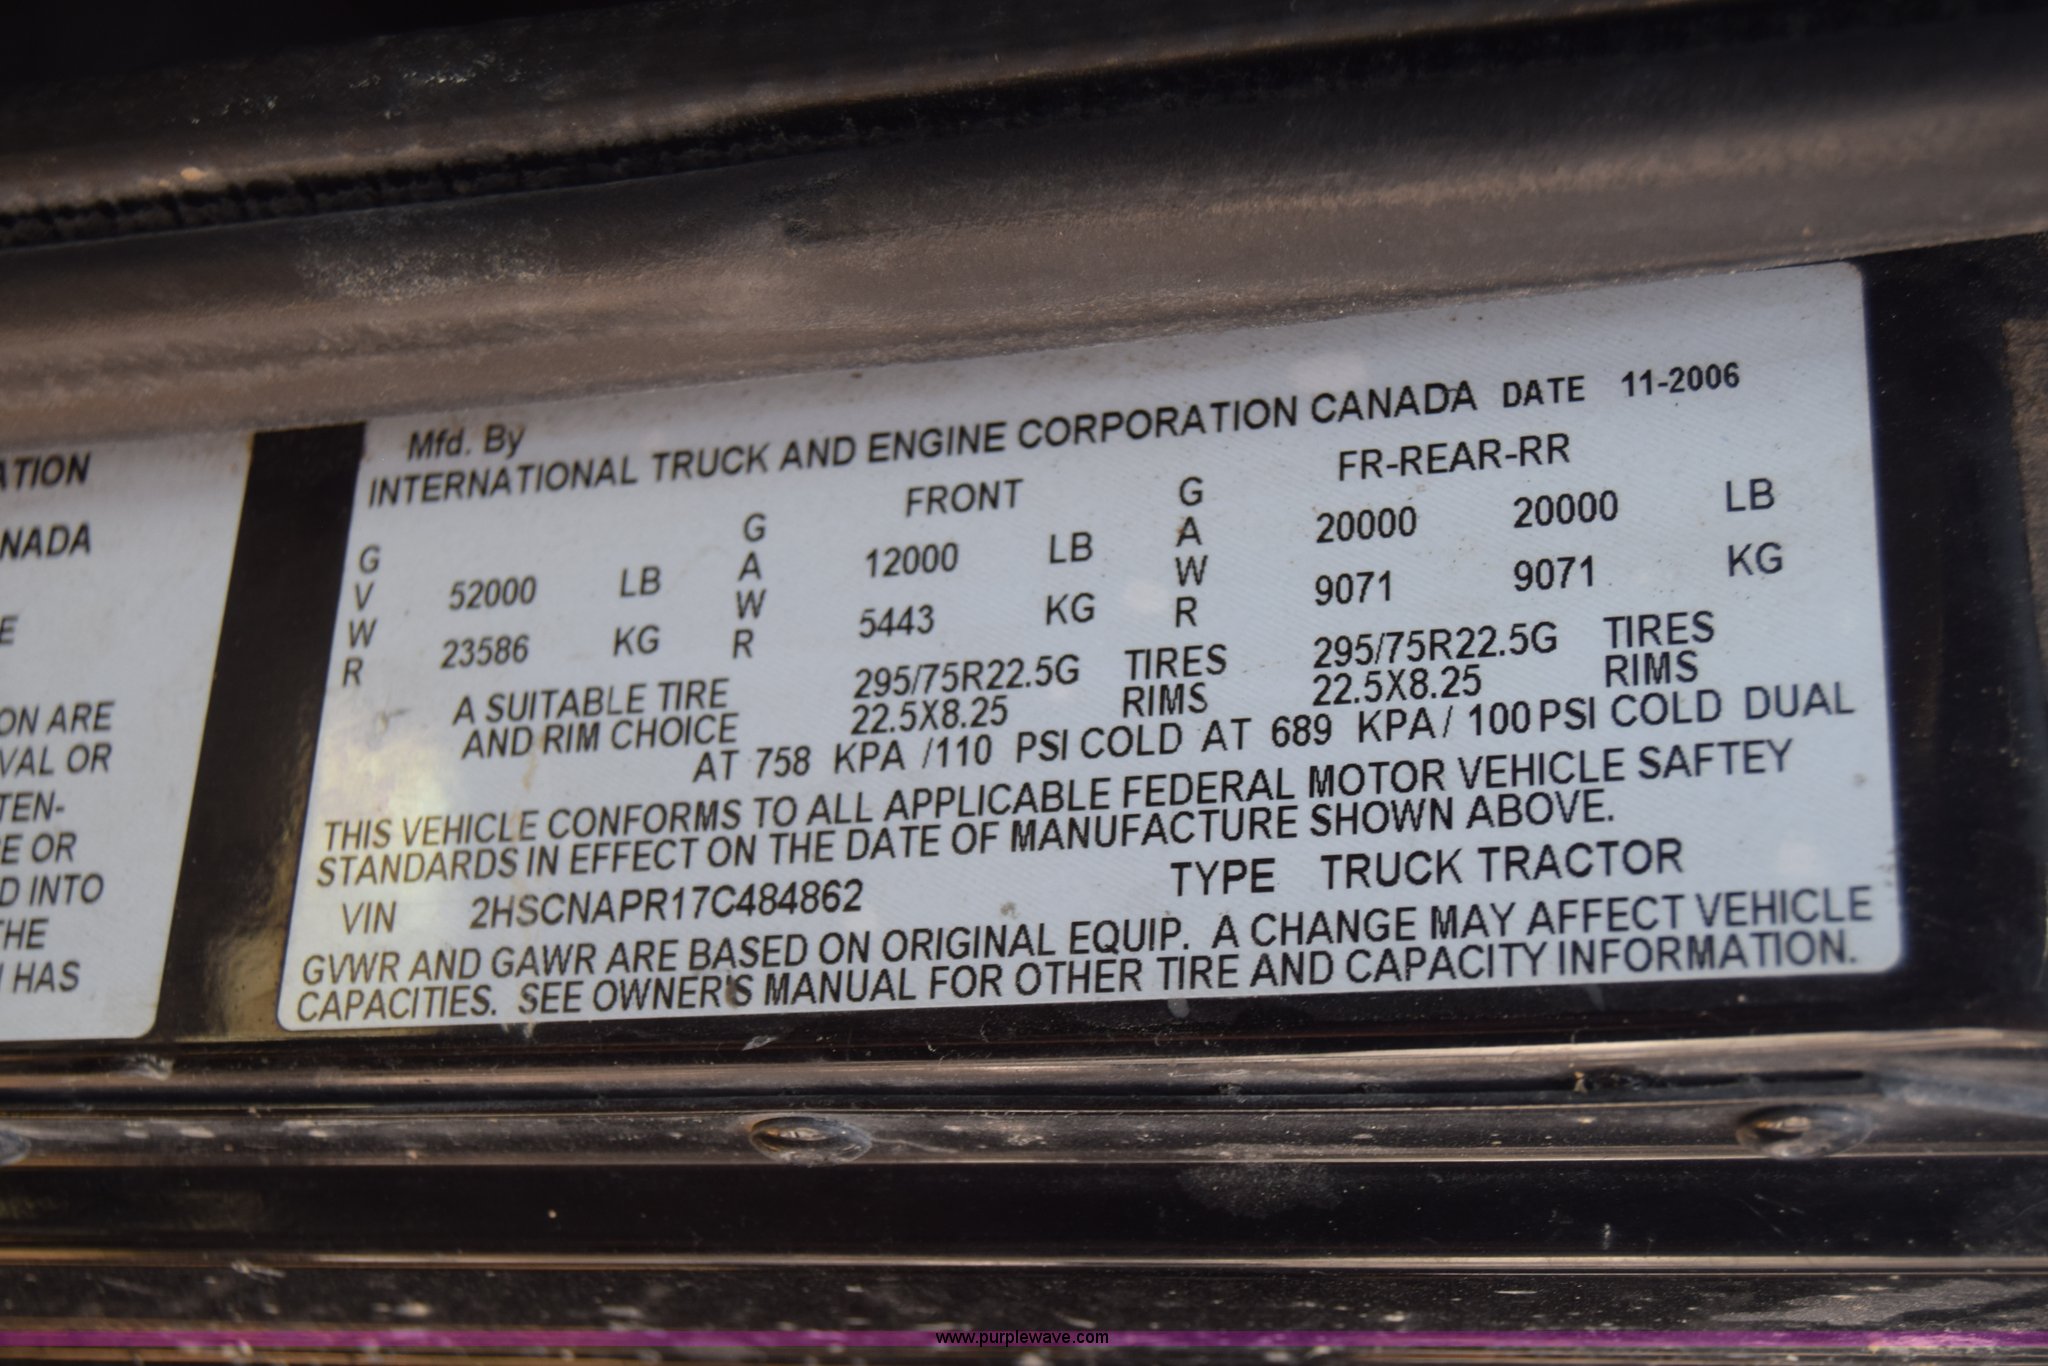 ATION
NADA
E
ON ARE
VAL OR
TEN-
E OR
D INTO
HE
HAS
Mfd. By
INTERNATIONAL TRUCK AND ENGINE CORPORATION CANADA DATE 11-2006
FRONT FR-REAR-RR
GVWR 52000 LB GAWR 12000 LB GAWR 20000 20000 LB
23586 KG 5443 KG 9071 9071 KG
A SUITABLE TIRE 295/75R22.5G TIRES 295/75R22.5G TIRES
AND RIM CHOICE 22.5X8.25 RIMS 22.5X8.25 RIMS
AT 758 KPA /110 PSI COLD AT 689 KPA/ 100PSI COLD DUAL
THIS VEHICLE CONFORMS TO ALL APPLICABLE FEDERAL MOTOR VEHICLE SAFTEY
STANDARDS IN EFFECT ON THE DATE OF MANUFACTURE SHOWN ABOVE.
VIN 2HSCNAPR17C484862 TYPE TRUCK TRACTOR
GVWR AND GAWR ARE BASED ON ORIGINAL EQUIP. A CHANGE MAY AFFECT VEHICLE
CAPACITIES. SEE OWNER'S MANUAL FOR OTHER TIRE AND CAPACITY INFORMATION.
www.purplewave.com